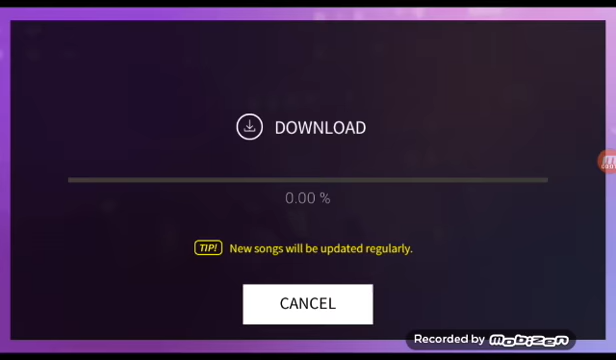 DOWNLOAD
0.00 %
TIP! New songs will be updated regularly.
CANCEL
Recorded by mobizen